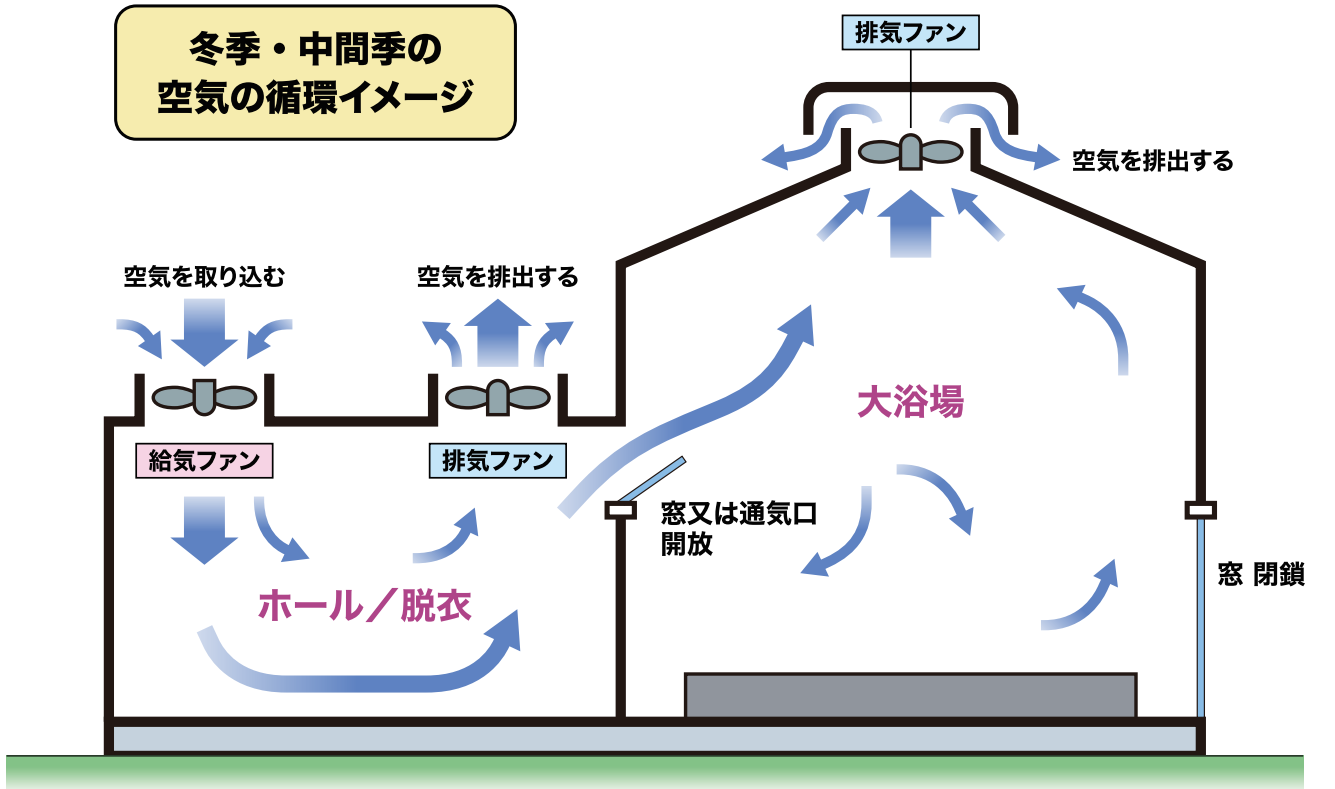 冬季・中間季の
空気の循環イメージ
排気ファン
空気を排出する
空気を取り込む
空気を排出する
給気ファン
排気ファン
大浴場
窓又は通気口
開放
窓 閉鎖
ホール／脱衣